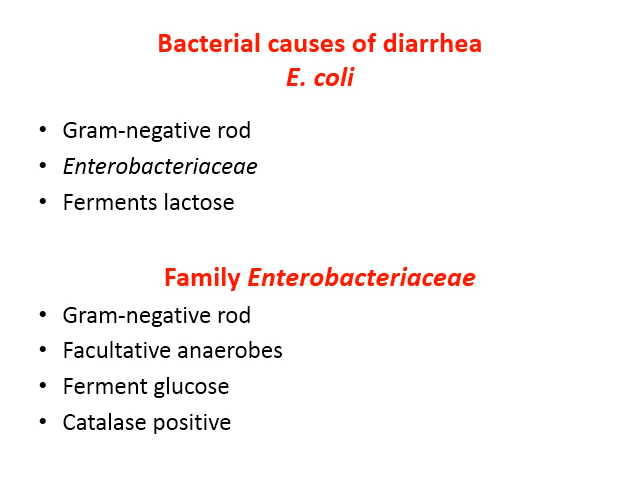 Bacterial causes of diarrhea
E. coli
• Gram-negative rod
• Enterobacteriaceae
• Ferments lactose
Family Enterobacteriaceae
• Gram-negative rod
• Facultative anaerobes
• Ferment glucose
• Catalase positive